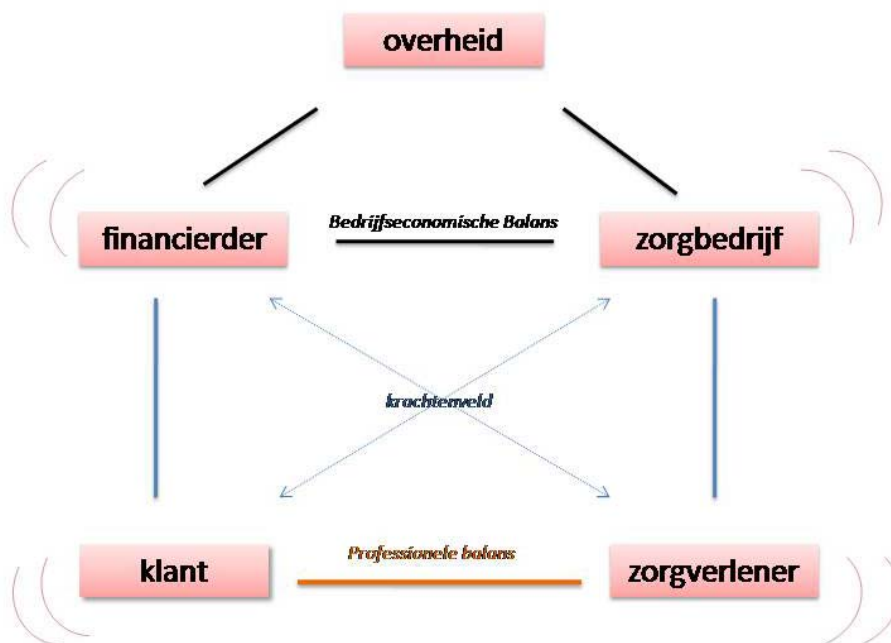 overheid
Bedrijfseconomische Balans
financierder
zorgbedrijf
krachtenveld
Professionele balans
klant
zorgverlener